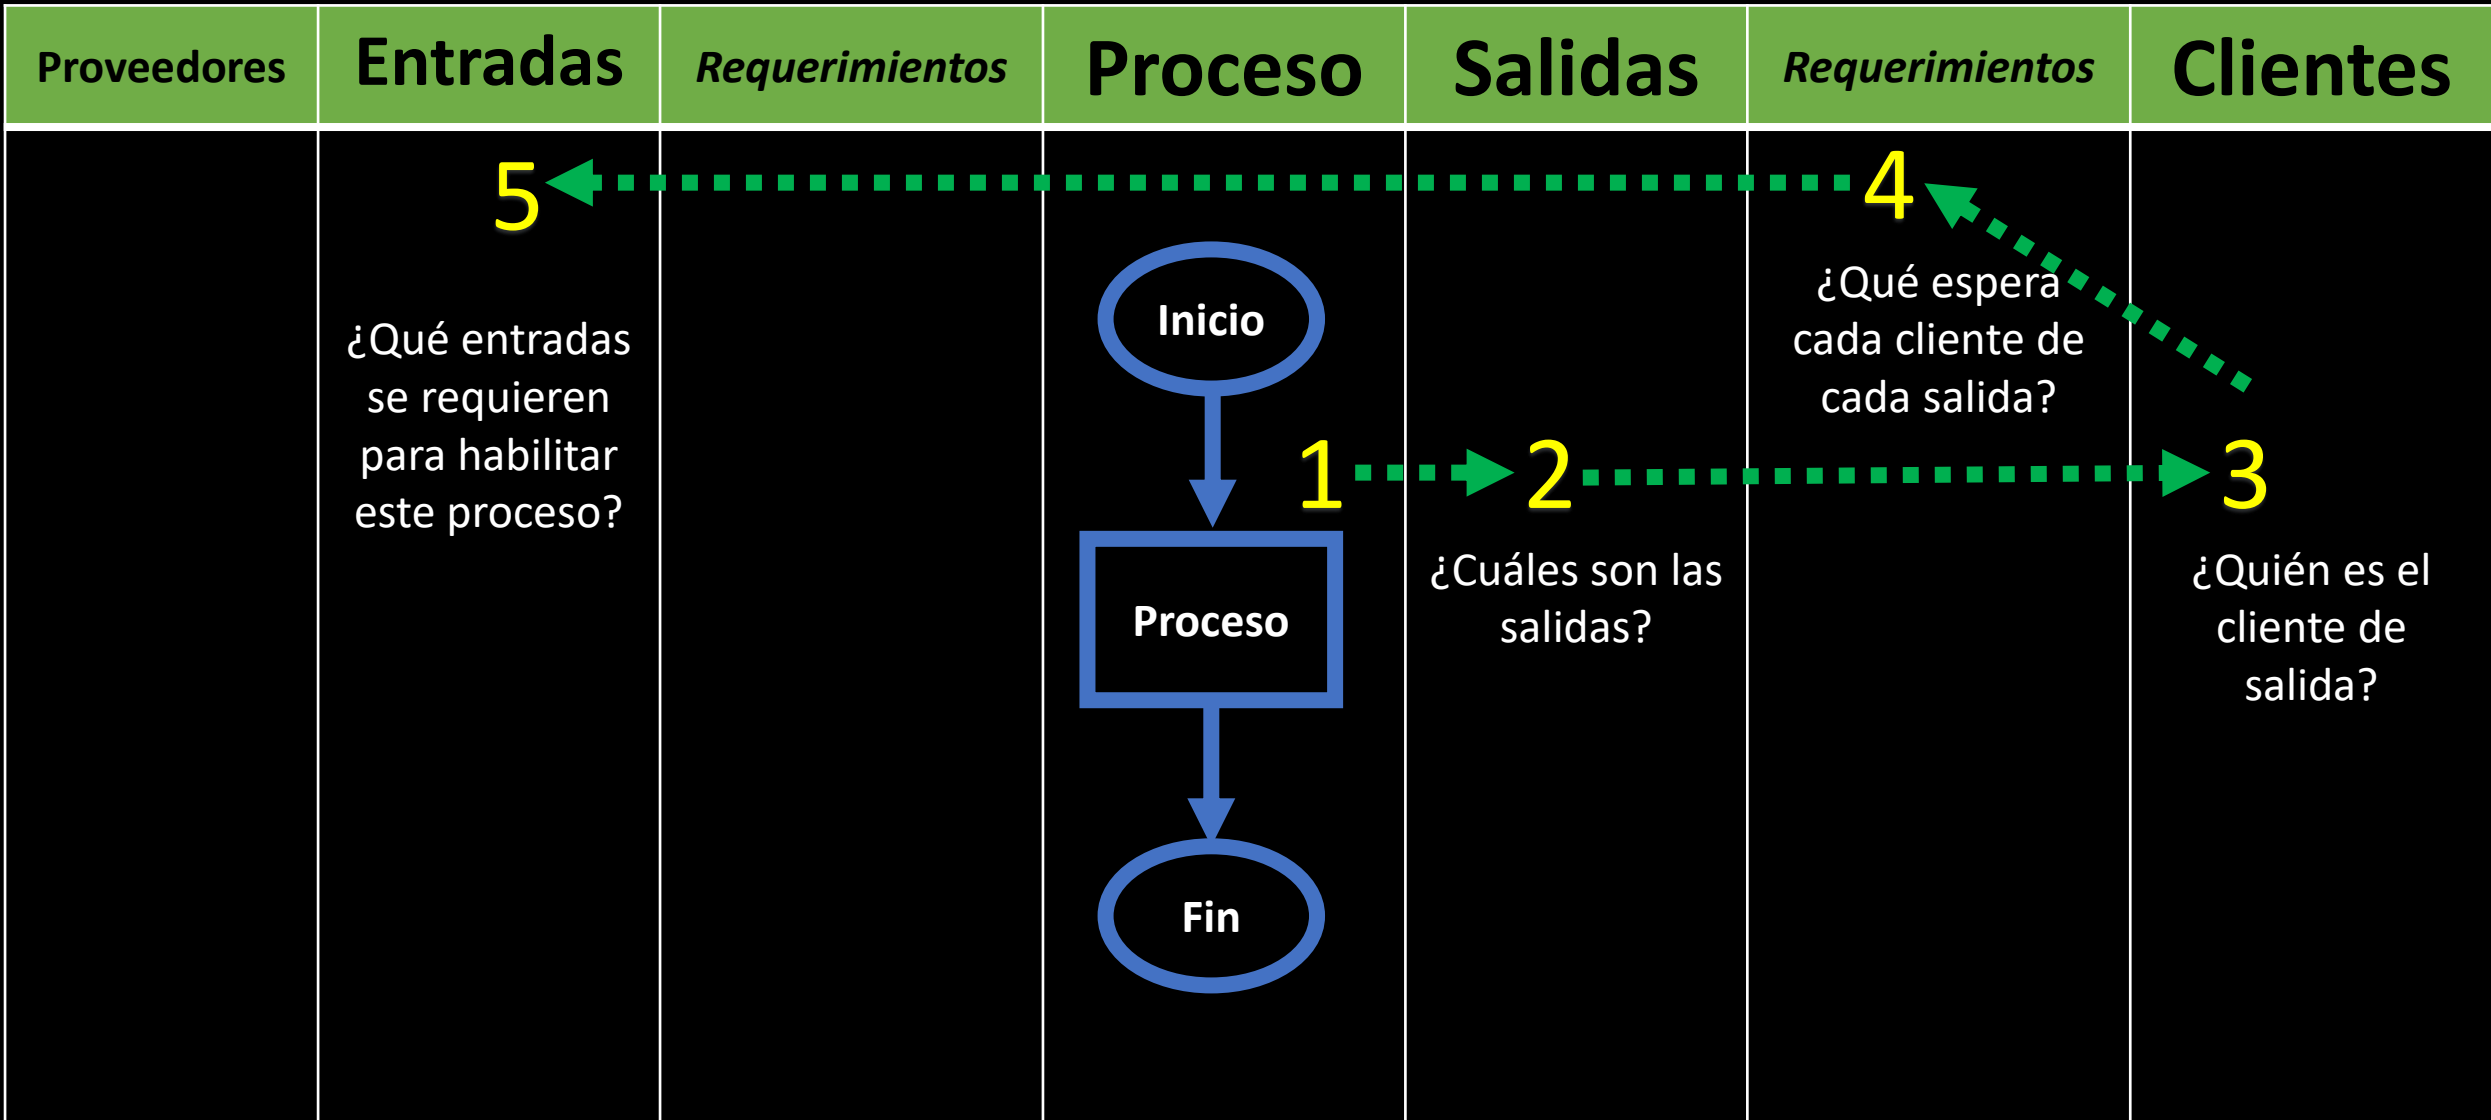 Proveedores
Entradas
Requerimientos
Proceso
Salidas
Requerimientos
Clientes
5
¿Qué entradas
se requieren
para habilitar
este proceso?
Inicio
1
Proceso
Fin
2
¿Cuáles son las
salidas?
4
¿Qué espera
cada cliente de
cada salida?
3
¿Quién es el
cliente de
salida?